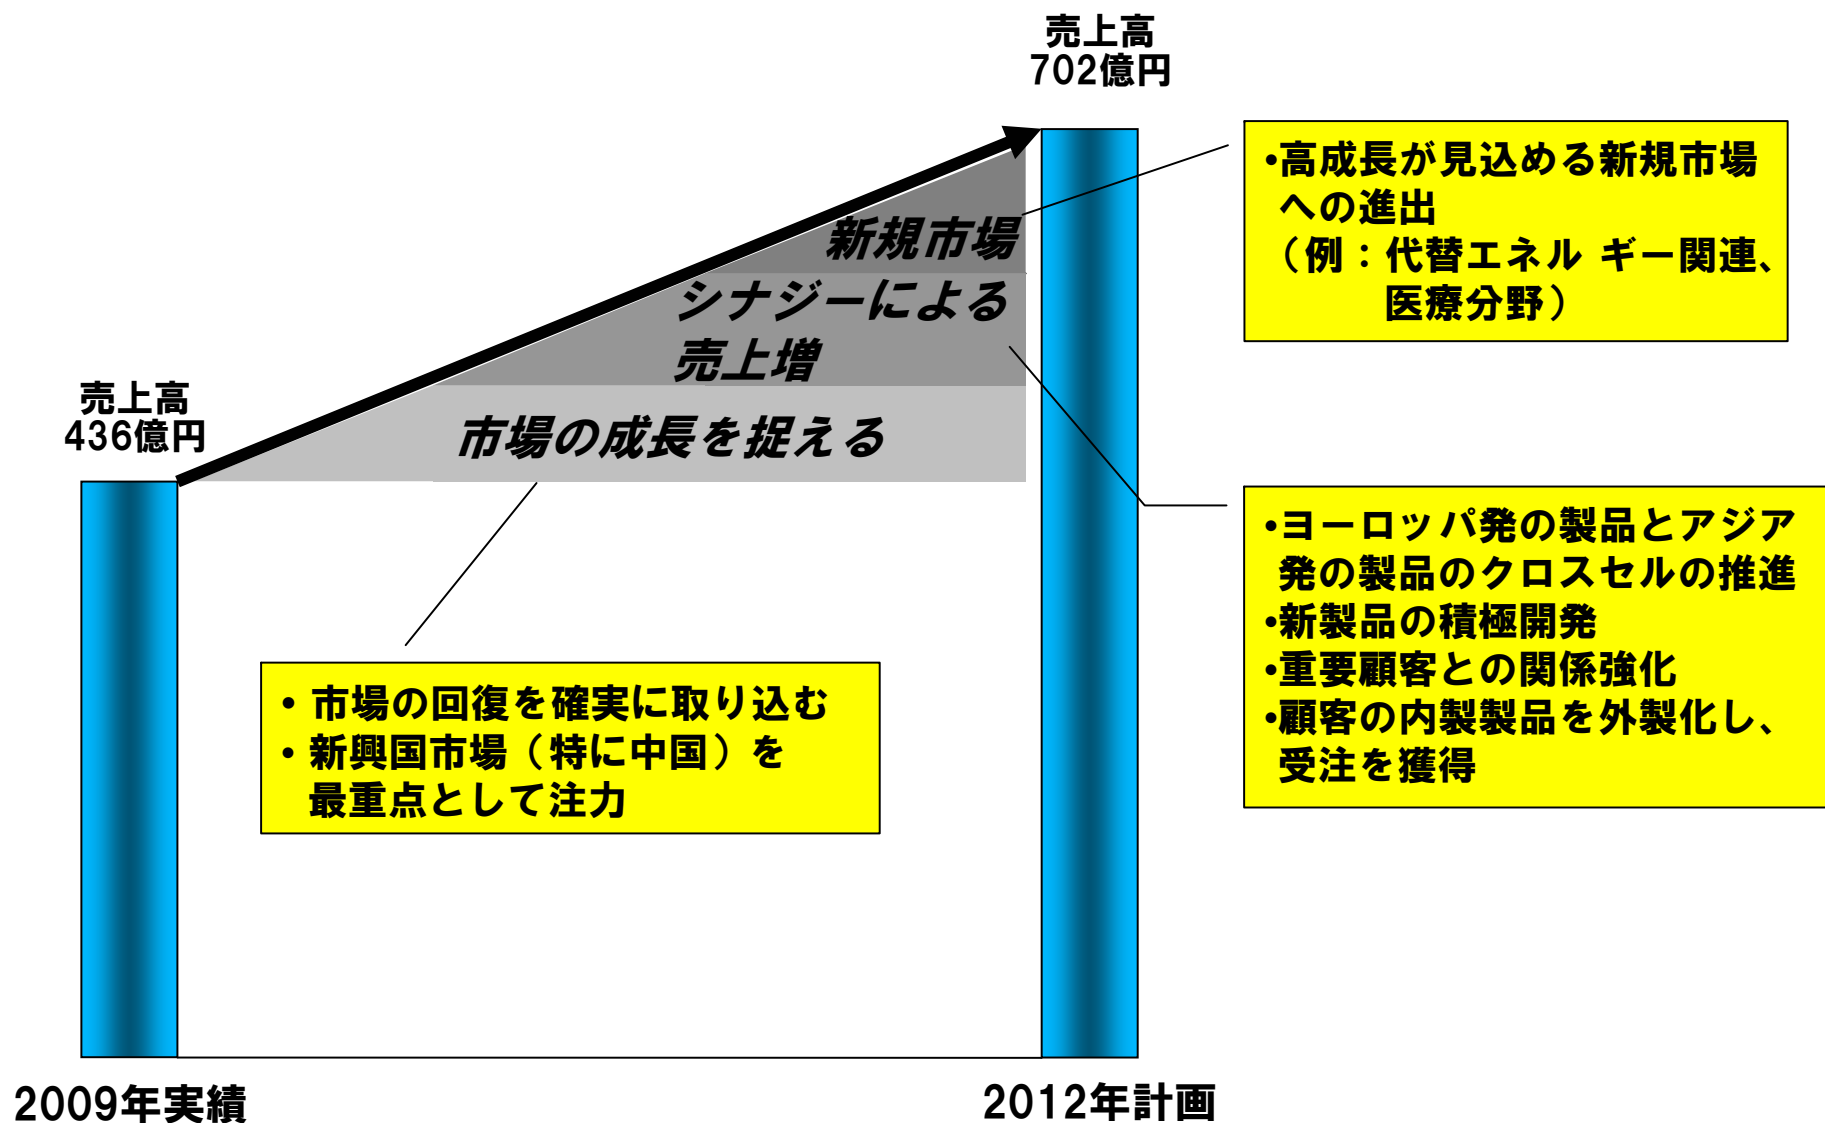 売上高
702億円
・高成長が見込める新規市場
への進出
（例：代替エネル ギー関連、
医療分野）
新規市場
シナジーによる
売上増
売上高
436億円
市場の成長を捉える
・ヨーロッパ発の製品とアジア
発の製品のクロスセルの推進
・新製品の積極開発
・重要顧客との関係強化
・顧客の内製製品を外製化し、
受注を獲得
・ 市場の回復を確実に取り込む
・ 新興国市場（特に中国）を
最重点として注力
2009年実績
2012年計画